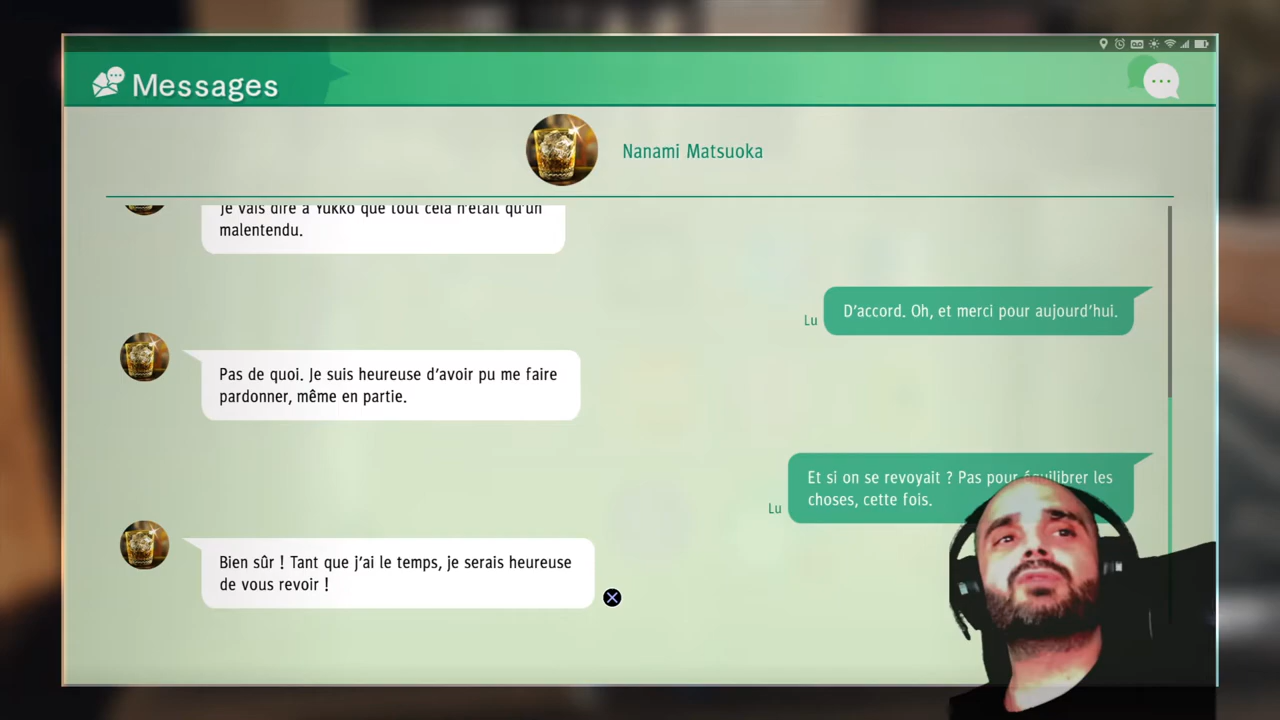 Messages
Nanami Matsuoka
Je vais dire à Yukko que tout cela n'était qu'un
malentendu.
D'accord. Oh, et merci pour aujourd'hui.
Lu
Pas de quoi. Je suis heureuse d'avoir pu me faire
pardonner, même en partie.
Et si on se revoyait ? Pas pour équilibrer les
choses, cette fois.
Lu
Bien sûr ! Tant que j'ai le temps, je serais heureuse
de vous revoir !